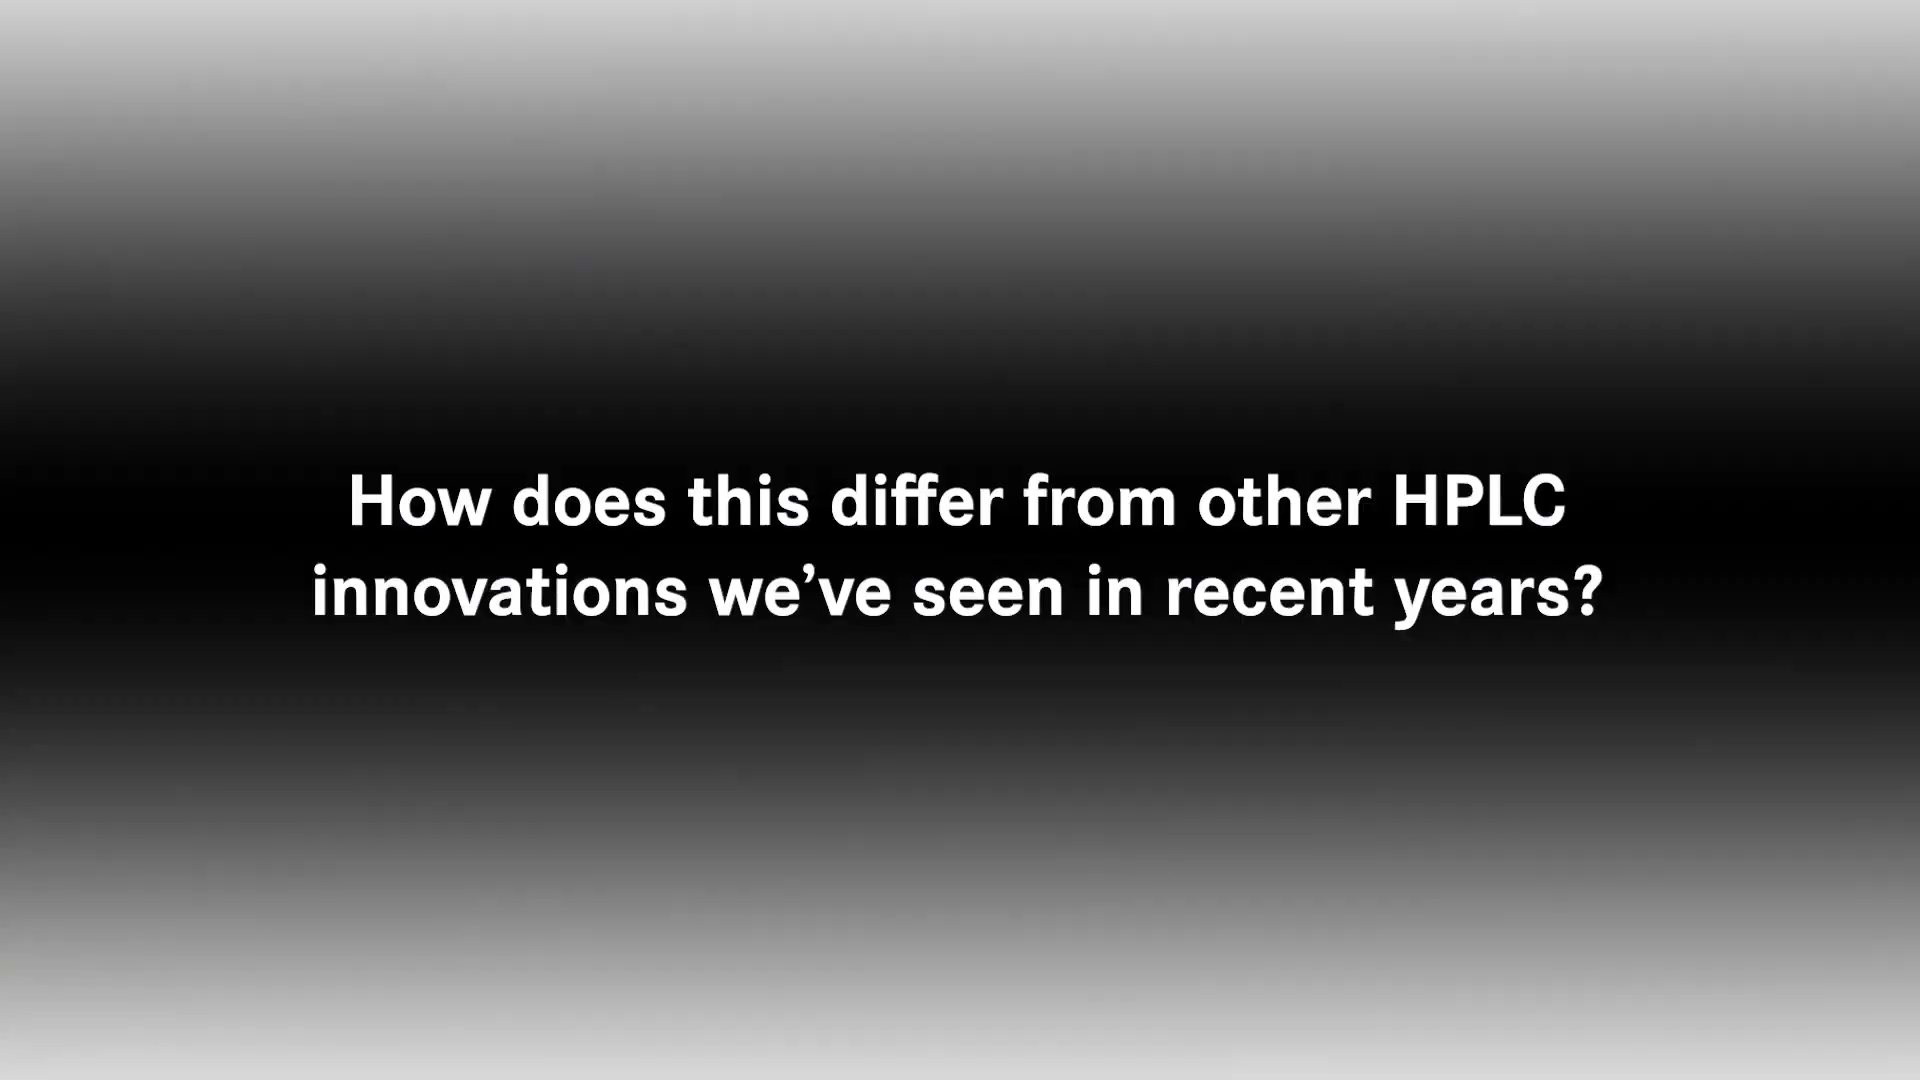 How does this differ from other HPLC
innovations we’ve seen in recent years?